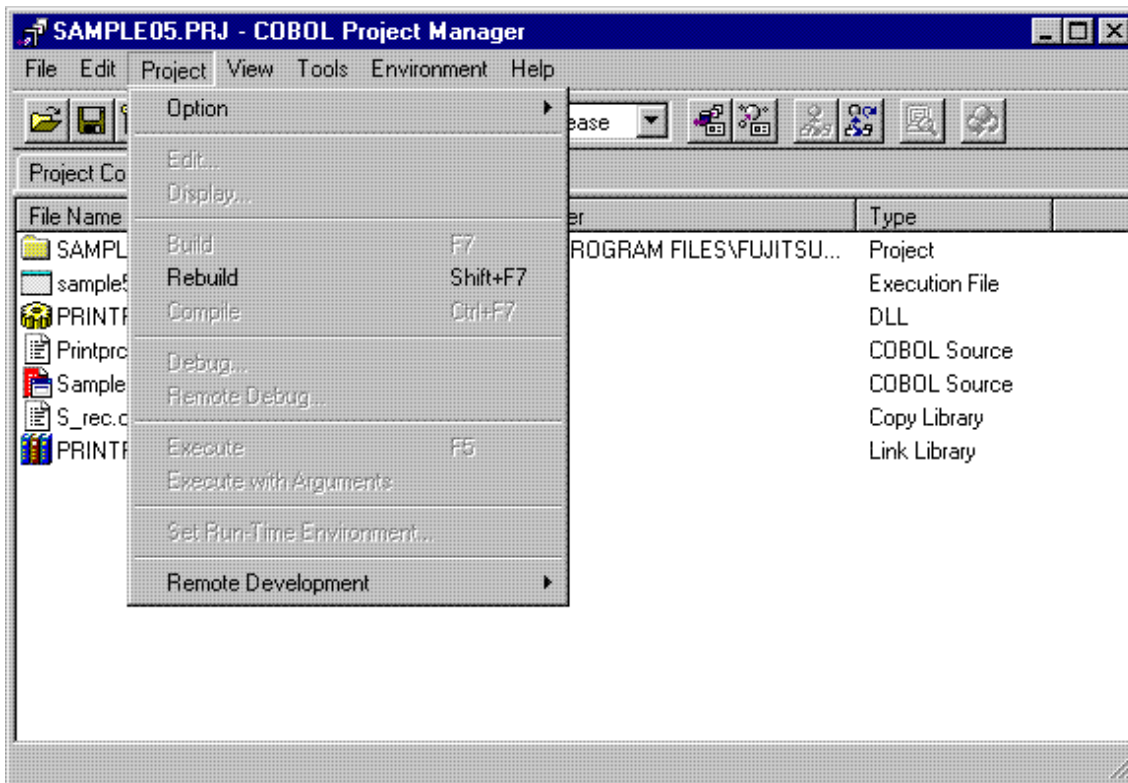 SAMPLE05.PRJ - COBOL Project Manager
File Edit Project View Tools Environment Help
Option
ease
Edit...
Project Co
Display...
File Name er Type
Build F7
SAMPL ROGRAM FILES\FUJITSU... Project
Rebuild Shift+F7
sample5 Execution File
Compile Ctrl+F7
PRINTF DLL
Printprc COBOL Source
Debug...
Sample COBOL Source
Remote Debug...
S_rec.c Copy Library
Execute F5
PRINTF Link Library
Execute with Arguments
Set Run-Time Environment...
Remote Development